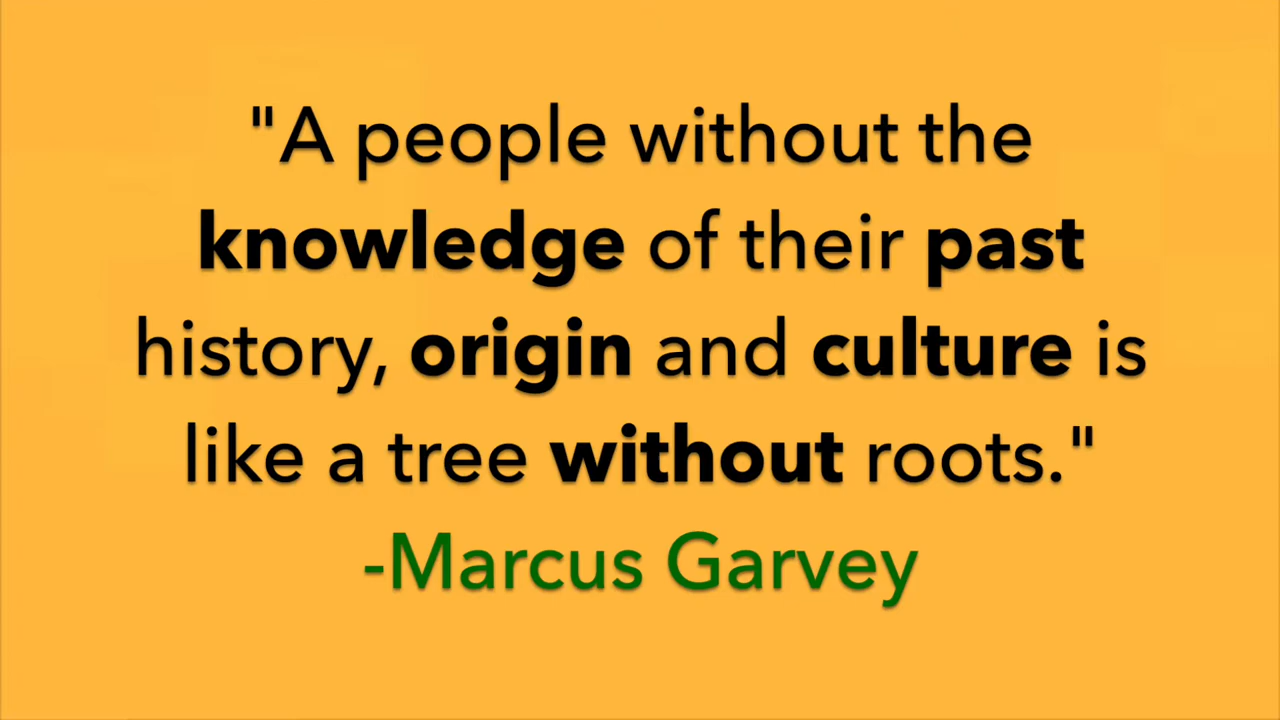 "A people without the
knowledge of their past
history, origin and culture is
like a tree without roots."
-Marcus Garvey